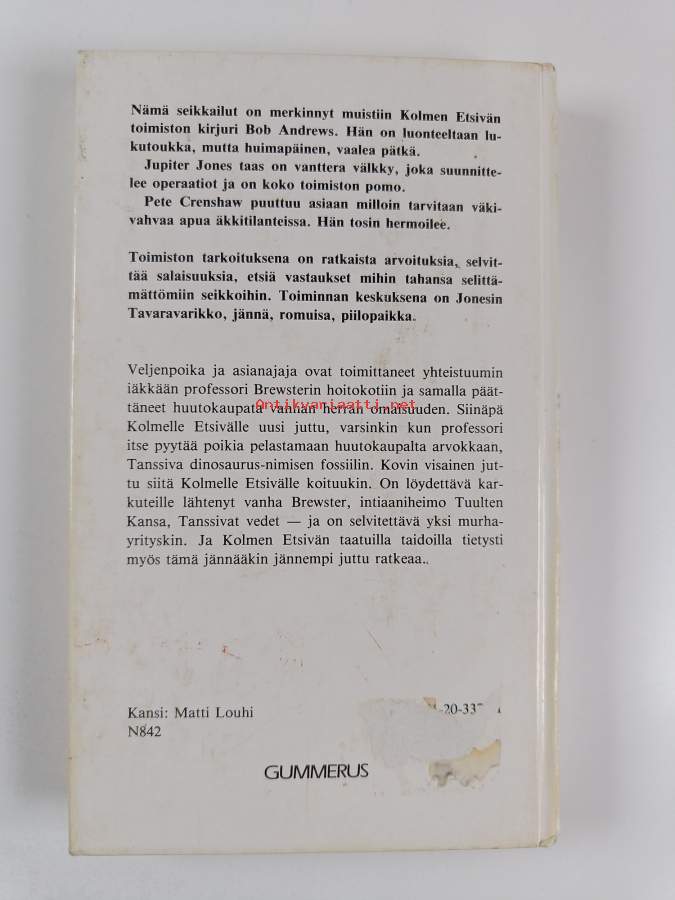 Nämä seikkailut on merkinnyt muistiin Kolmen Etsivän
toimiston kirjuri Bob Andrews. Hän on luonteeltaan lu-
kutoukka, mutta huimapäinen, vaalea pätkä.
Jupiter Jones taas on vanttera välkky, joka suunnitte-
lee operaatiot ja on koko toimiston pomo.
Pete Crenshaw puuttuu asiaan milloin tarvitaan väki-
vahvaa apua äkkitilanteissa. Hän tosin hermoilee.
Toimiston tarkoituksena on ratkaista arvoituksia, selvit-
tää salaisuuksia, etsiä vastaukset mihin tahansa selittä-
mättömiin seikkoihin. Toiminnan keskuksena on Jonesin
Tavaravarikko, jännä, romuisa, piilopaikka.
Veljenpoika ja asianajaja ovat toimittaneet yhteistuumin
iäkkään professori Brewsterin hoitokotiin ja samalla päät-
täneet huutokaupata vanhan herran omaisuuden. Siinäpä
Antikvariaatti.net
Kolmelle Etsivälle uusi juttu, varsinkin kun professori
itse pyytää poikia pelastamaan huutokaupalta arvokkaan,
Tanssiva dinosaurus-nimisen fossiilin. Kovin visainen jut-
tu siitä Kolmelle Etsivälle koituukin. On löydettävä kar-
kuteille lähtenyt vanha Brewster, intiaaniheimo Tuulten
Kansa, Tanssivat vedet — ja on selvitettävä yksi murha-
yrityskin. Ja Kolmen Etsivän taatuilla taidoilla tietysti
myös tämä jännääkin jännempi juttu ratkeaa..
Kansi: Matti Louhi
-20-33
N842
GUMMERUS